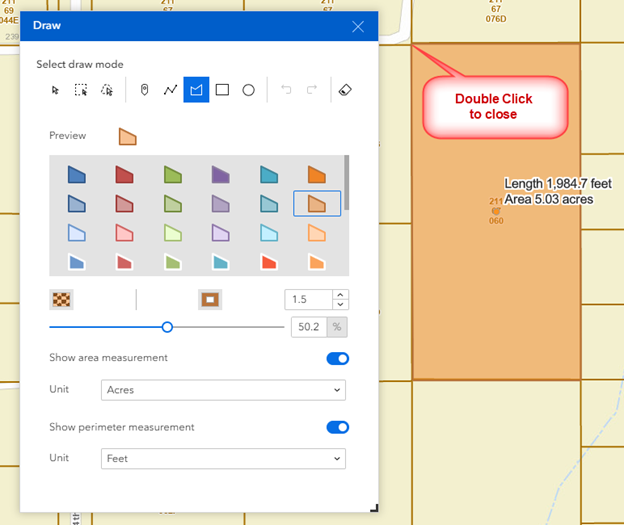 211
69
044E
239
211
67
211
67
076D
Draw
Select draw mode
Preview
1.5
50.2 %
Show area measurement
Unit Acres
Show perimeter measurement
Unit Feet
Double Click
to close
Length 1,984.7 feet
Area 5.03 acres
211
060